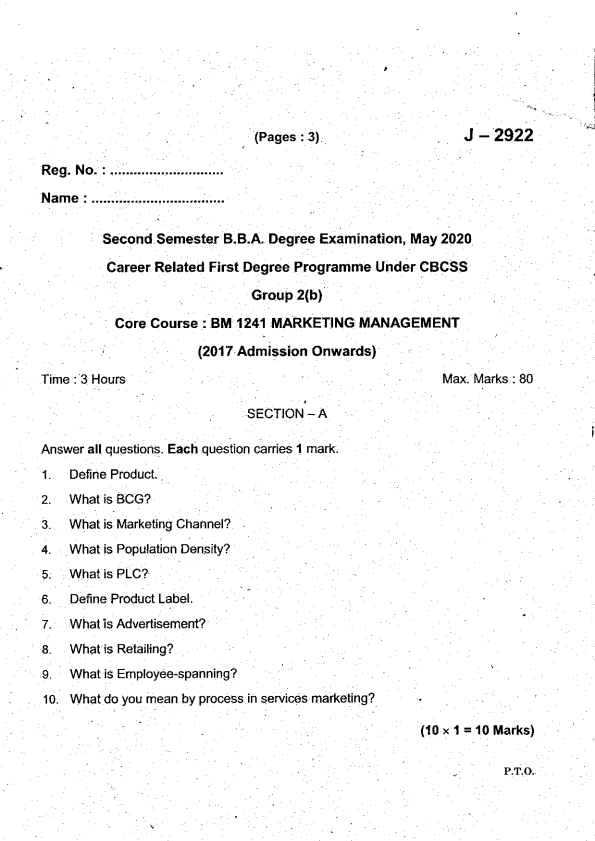 (Pages : 3)
J – 2922
Reg. No. : .............................
Name : ..................................
Second Semester B.B.A. Degree Examination, May 2020
Career Related First Degree Programme Under CBCSS
Group 2(b)
Core Course : BM 1241 MARKETING MANAGEMENT
(2017 Admission Onwards)
Time : 3 Hours
Max. Marks : 80
SECTION – A
Answer all questions. Each question carries 1 mark.
1. Define Product.
2. What is BCG?
3. What is Marketing Channel?
4. What is Population Density?
5. What is PLC?
6. Define Product Label.
7. What is Advertisement?
8. What is Retailing?
9. What is Employee-spanning?
10. What do you mean by process in services marketing?
(10 × 1 = 10 Marks)
P.T.O.